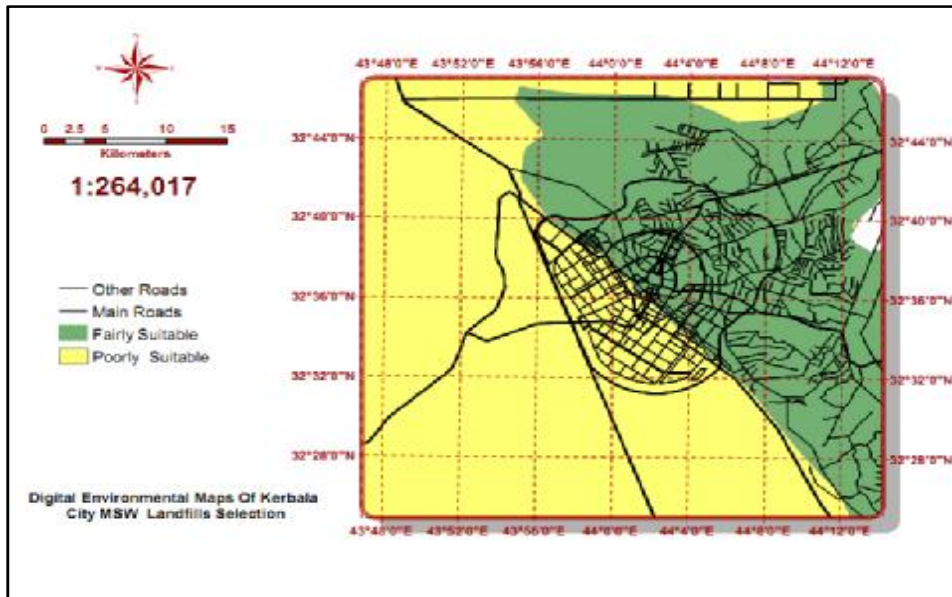 N
W
E
S
0 2.5 5 10 15
Kilometers
1:264,017
Other Roads
Main Roads
Fairly Suitable
Poorly Suitable
Digital Environmental Maps Of Kerbala
City MSW Landfills Selection
43°48'0"E 43°52'0"E 43°56'0"E 44°0'0"E 44°4'0"E 44°8'0"E 44°12'0"E
32°44'0"N 32°44'0"N
32°40'0"N 32°40'0"N
32°36'0"N 32°36'0"N
32°32'0"N 32°32'0"N
32°28'0"N 32°28'0"N
43°48'0"E 43°52'0"E 43°56'0"E 44°0'0"E 44°4'0"E 44°8'0"E 44°12'0"E